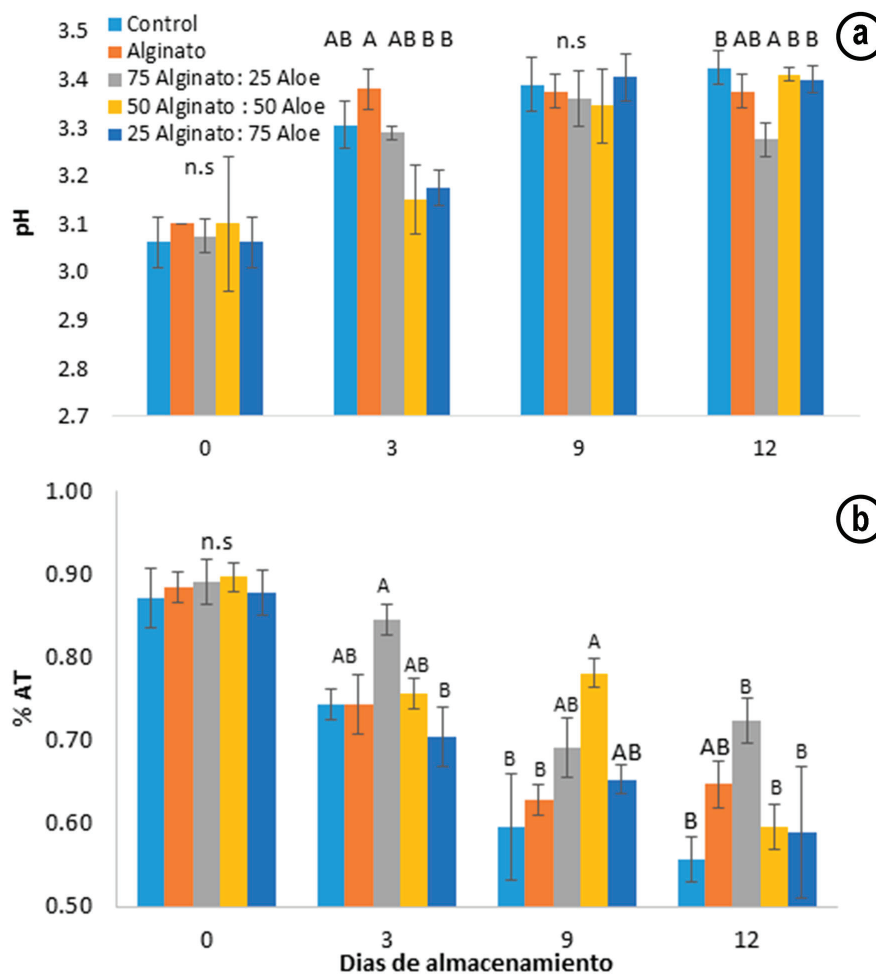 3.5
3.4
3.3
3.2
3.1
3.0
2.9
2.8
2.7
pH
Control
Alginato
75 Alginato: 25 Aloe
50 Alginato : 50 Aloe
25 Alginato: 75 Aloe
n.s
AB A AB B B
n.s
B AB A B B
a
0 3 9 12
1.00
0.90
0.80
0.70
0.60
0.50
% AT
n.s
AB A AB B
B B AB A AB
B AB B B B
b
0 3 9 12
Dias de almacenamiento